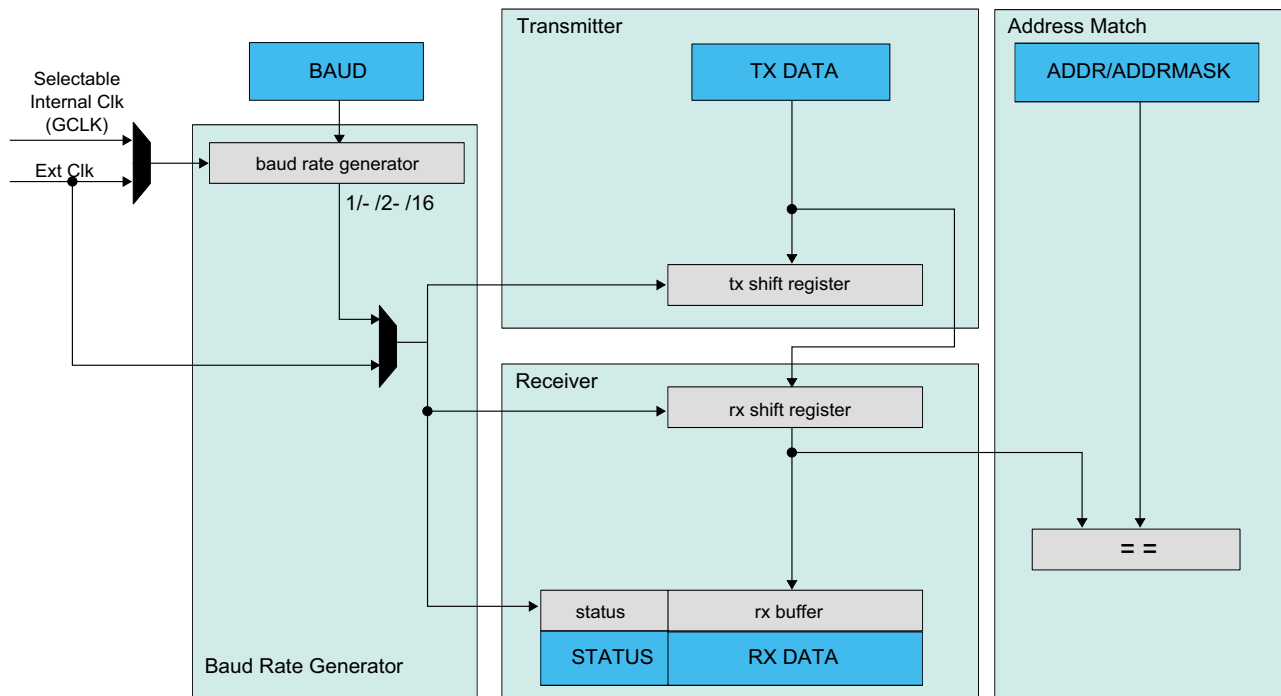 Transmitter
Address Match
BAUD
TX DATA
ADDR/ADDRMASK
Selectable
Internal Clk
(GCLK)
Ext Clk
baud rate generator
1/- /2- /16
tx shift register
Receiver
rx shift register
= =
status
rx buffer
STATUS
RX DATA
Baud Rate Generator